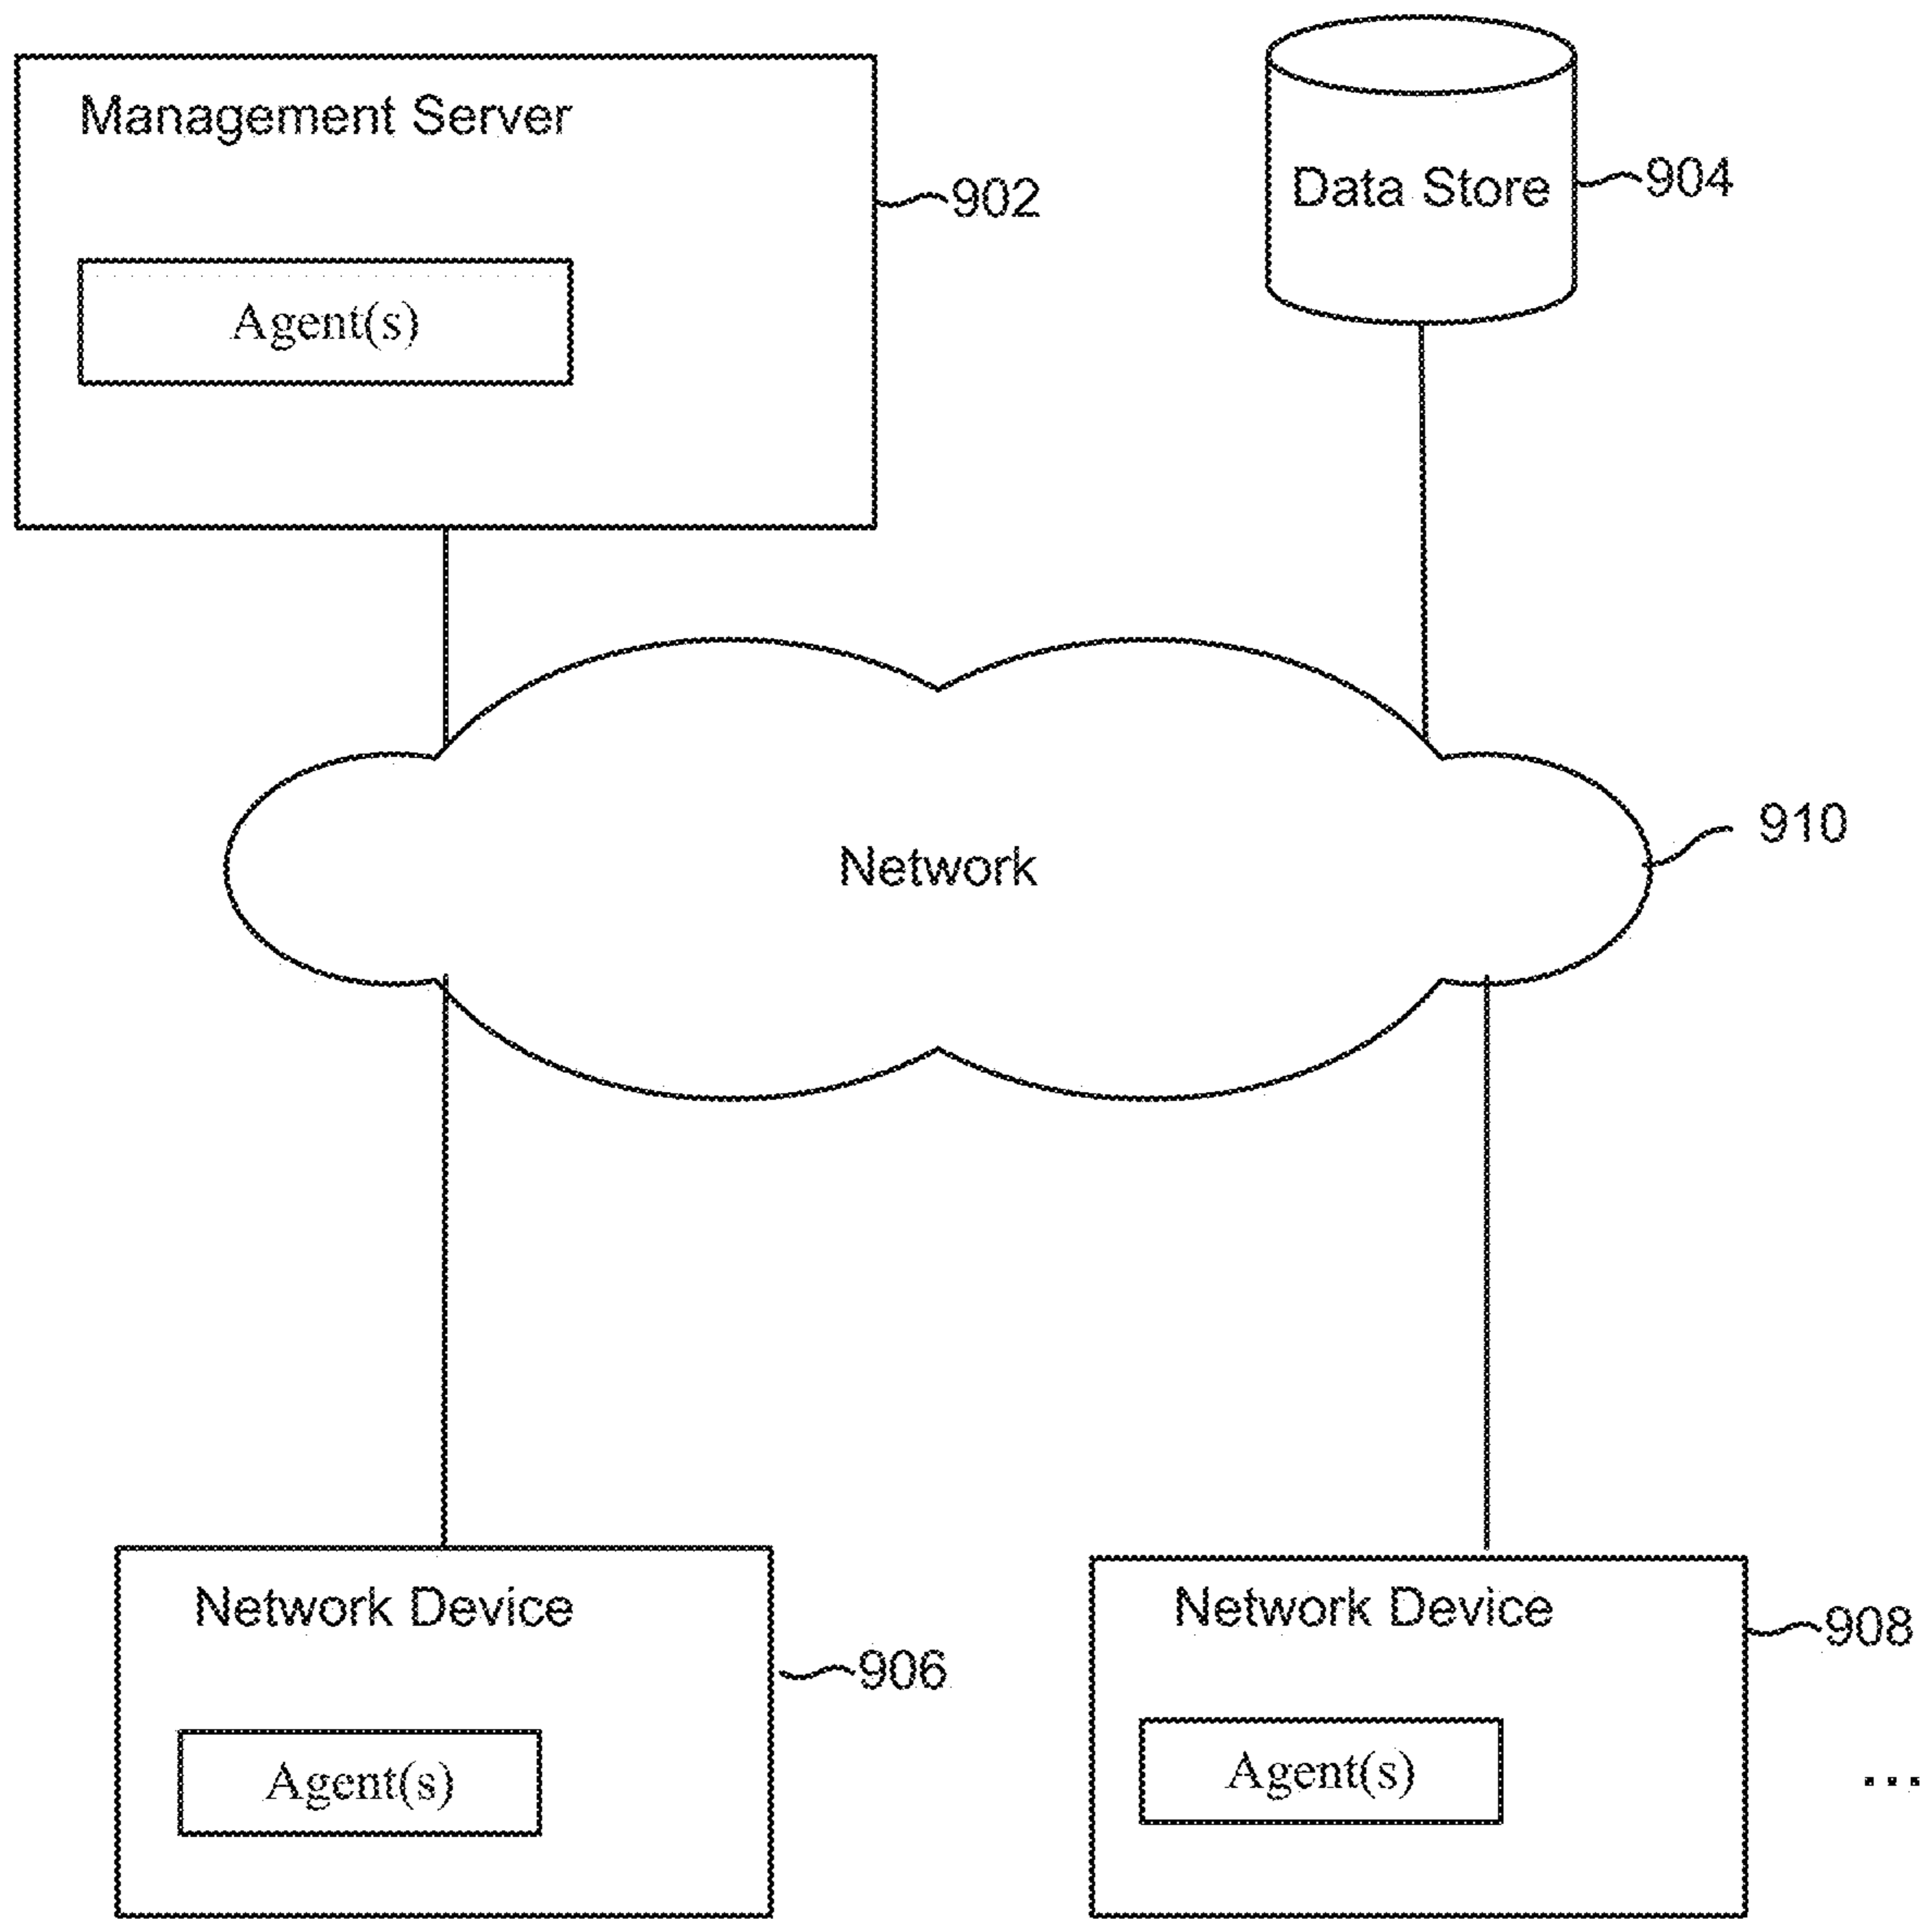 Management Server
902
Agent(s)
Data Store
904
Network
910
Network Device
906
Agent(s)
Network Device
908
Agent(s)
...